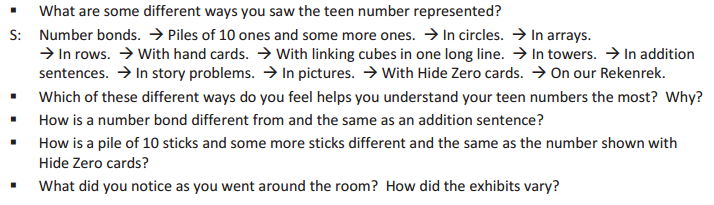 ▪ What are some different ways you saw the teen number represented?
S: Number bonds. → Piles of 10 ones and some more ones. → In circles. → In arrays.
→ In rows. → With hand cards. → With linking cubes in one long line. → In towers. → In addition
sentences. → In story problems. → In pictures. → With Hide Zero cards. → On our Rekenrek.
▪ Which of these different ways do you feel helps you understand your teen numbers the most? Why?
▪ How is a number bond different from and the same as an addition sentence?
▪ How is a pile of 10 sticks and some more sticks different and the same as the number shown with
Hide Zero cards?
▪ What did you notice as you went around the room? How did the exhibits vary?